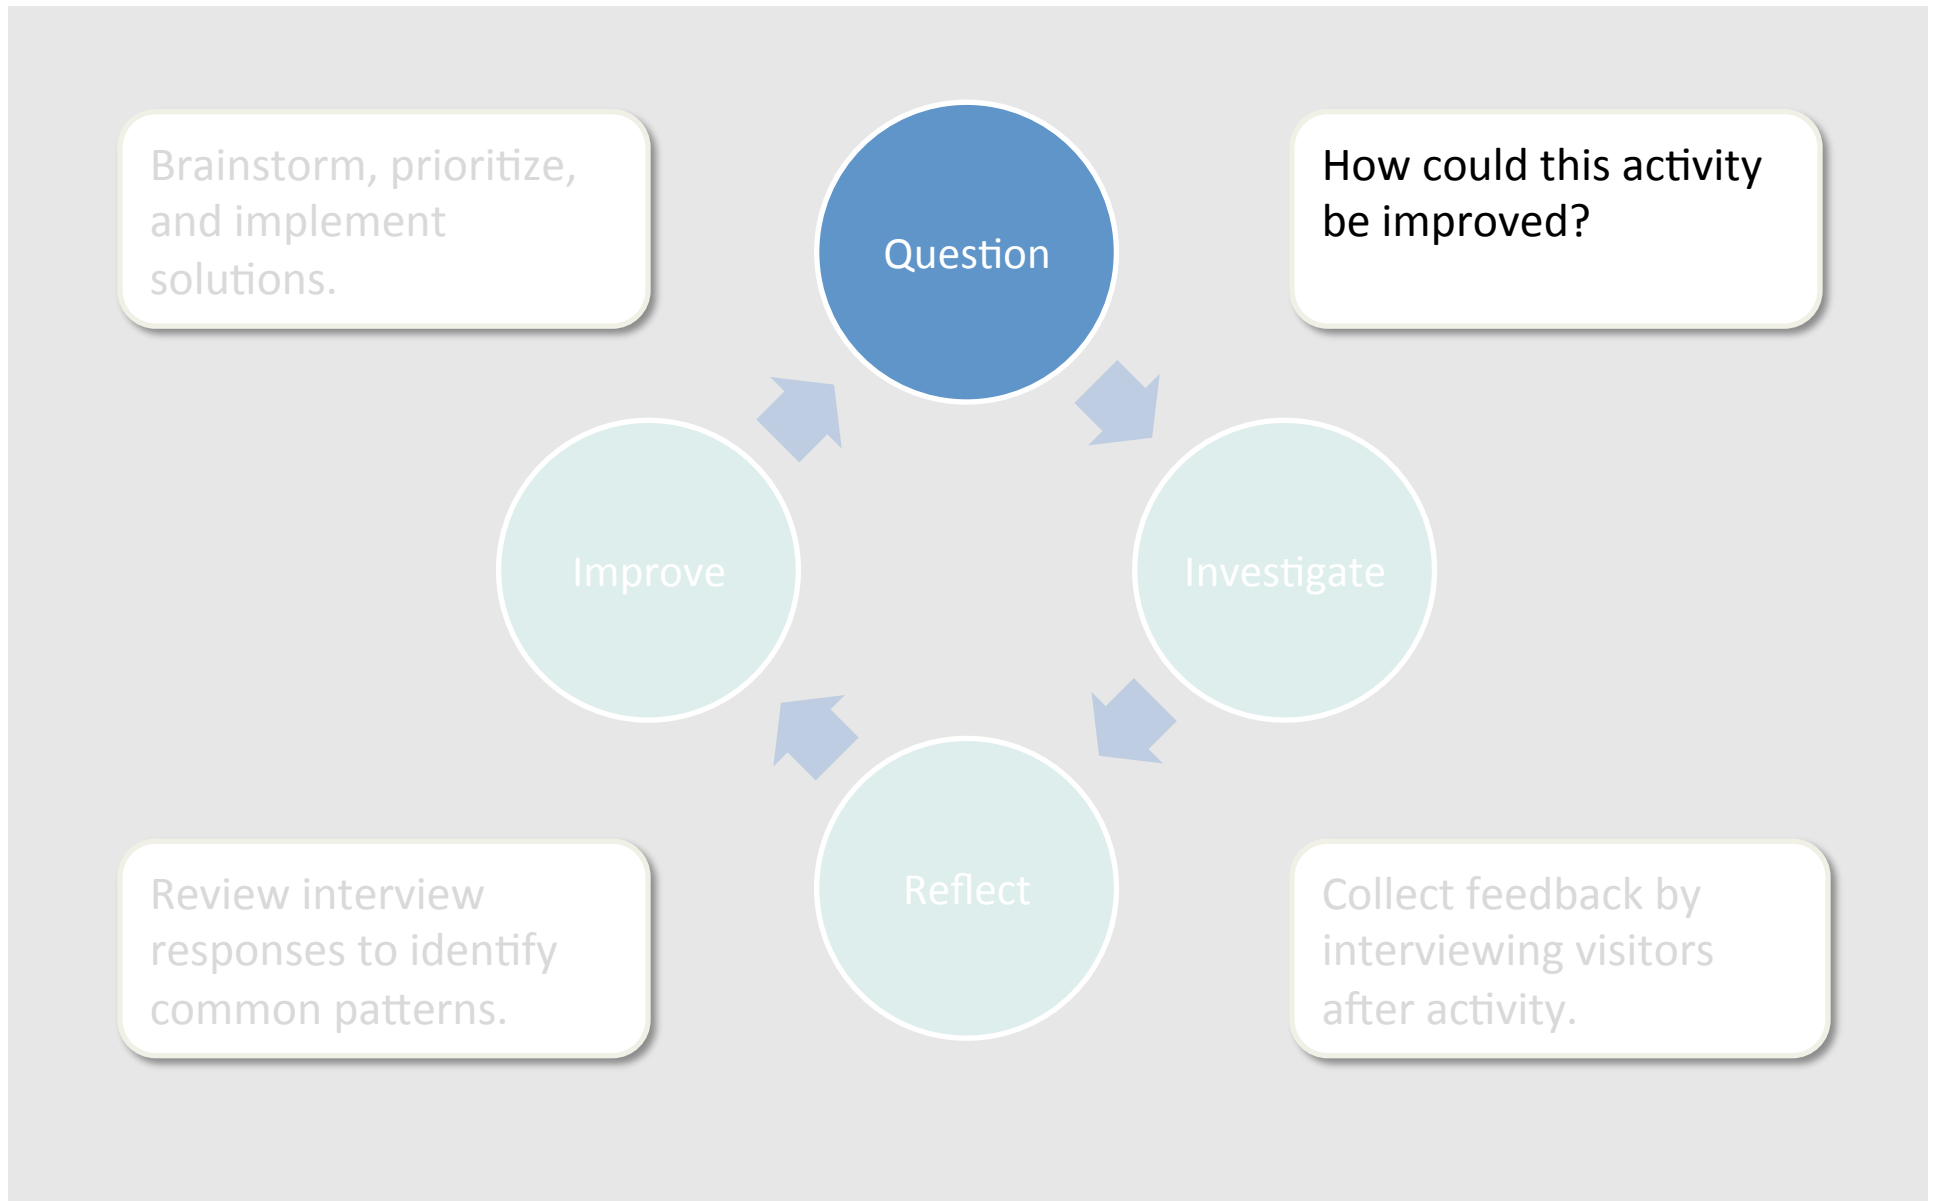 Brainstorm, prioritize,
and implement
solutions.
Question
How could this activity
be improved?
Improve
Investigate
Reflect
Review interview
responses to identify
common patterns.
Collect feedback by
interviewing visitors
after activity.